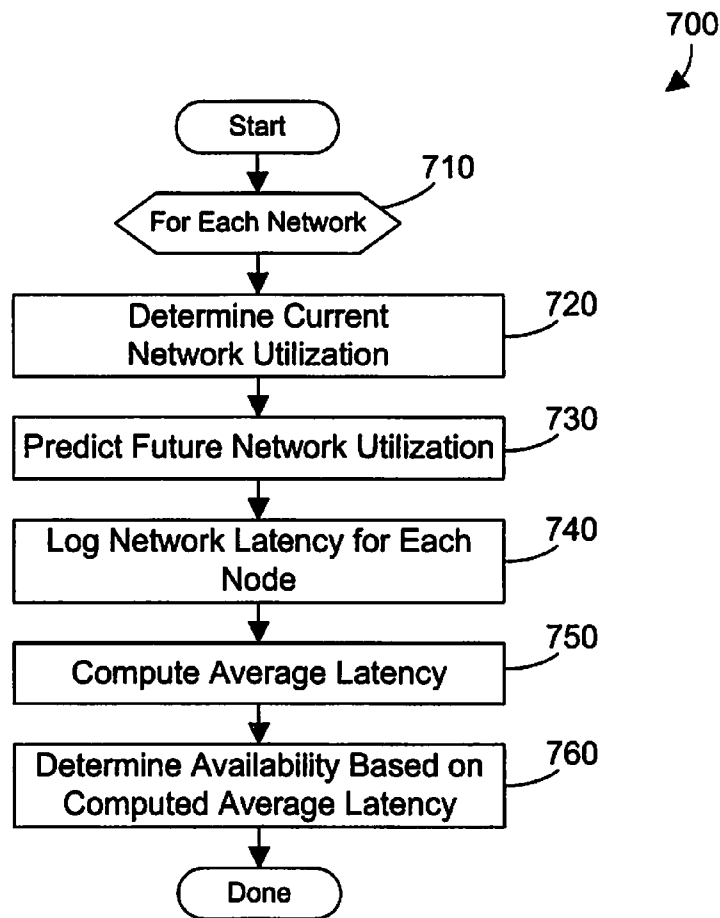 700
Start
710
For Each Network
720
Determine Current
Network Utilization
730
Predict Future Network Utilization
740
Log Network Latency for Each
Node
750
Compute Average Latency
760
Determine Availability Based on
Computed Average Latency
Done